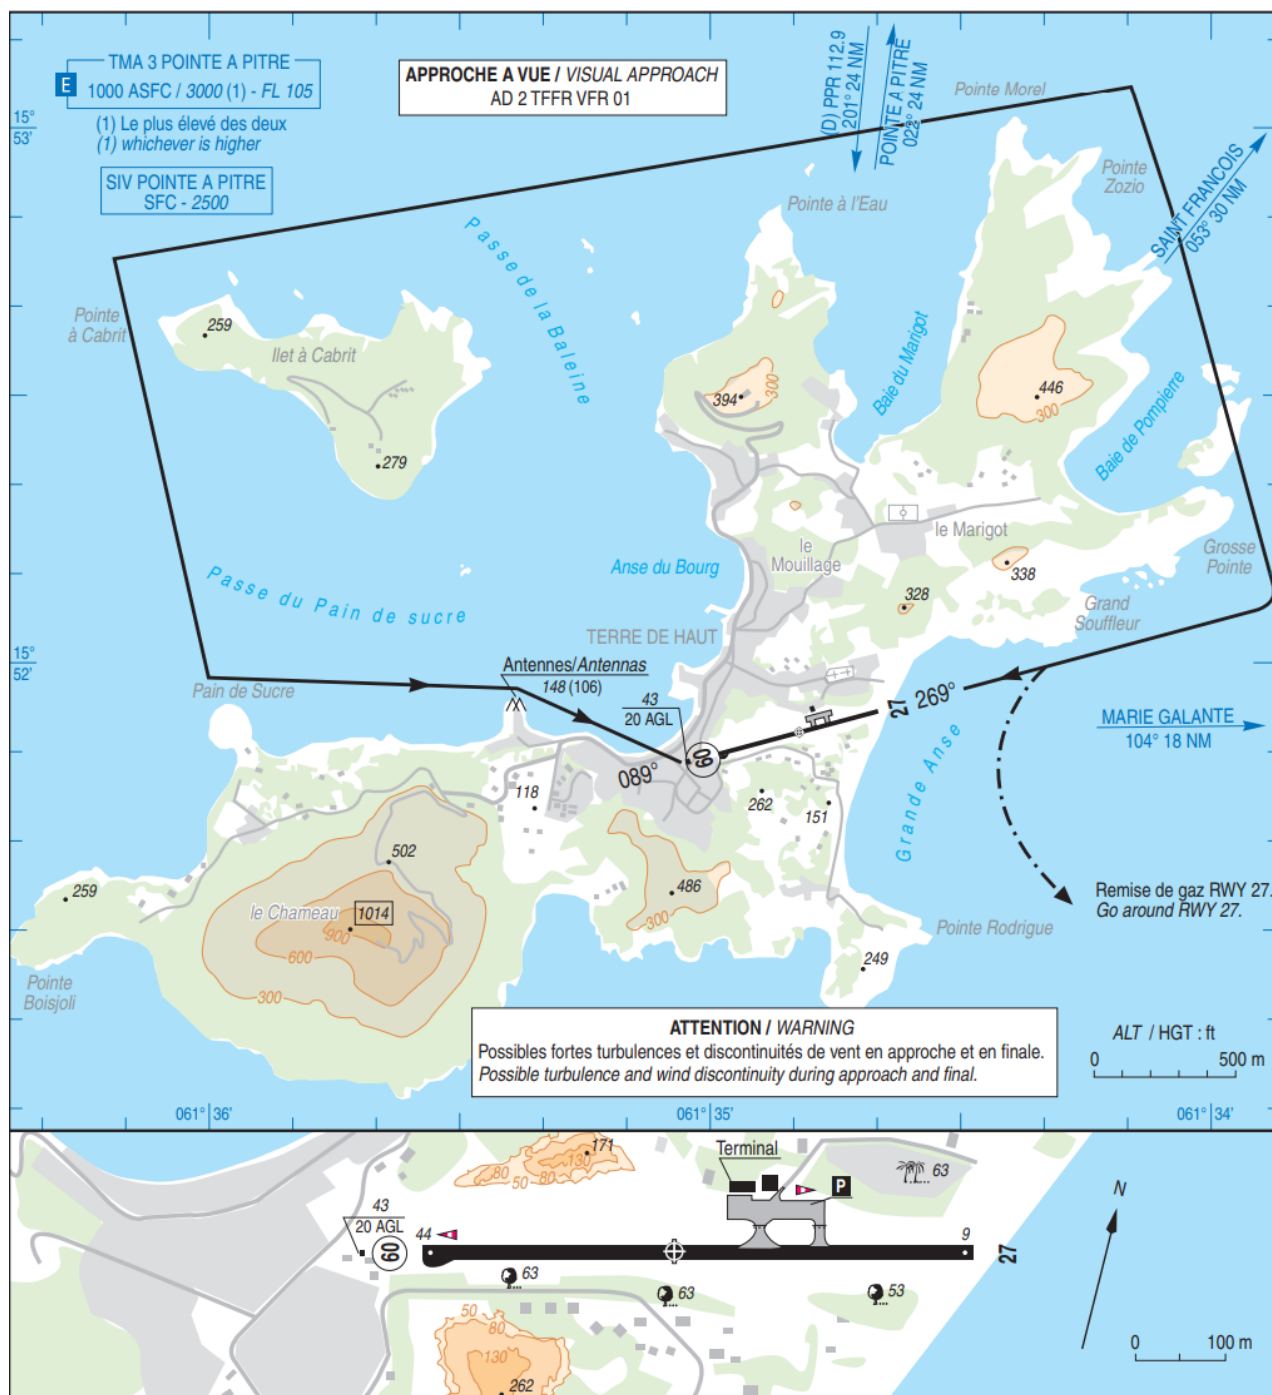 TMA 3 POINTE A PITRE
E
1000 ASFC / 3000 (1) - FL 105
(1) Le plus élevé des deux
(1) whichever is higher
SIV POINTE A PITRE
SFC - 2500
APPROCHE A VUE / VISUAL APPROACH
AD 2 TFFR VFR 01
(D) PPR 112.9
201° 24 NM
POINTE A PITRE
022° 24 NM
Pointe Morel
15°
53'
Pointe
Zozio
SAINT FRANCOIS
053° 30 NM
Pointe à l'Eau
Passe de la Baleine
Pointe
à Cabrit
259
Ilet à Cabrit
279
394
300
Baie du Marigot
446
300
Baie de Pompierre
le Marigot
le
Mouillage
Anse du Bourg
338
Grosse
Pointe
328
Grand
Souffleur
Passe du Pain de sucre
TERRE DE HAUT
15°
52'
Antennes/Antennas
148 (106)
Pain de Sucre
43
20 AGL
27
269°
MARIE GALANTE
104° 18 NM
09
089°
Grande Anse
118
262
151
502
259
486
300
le Chameau
1014
900
600
300
Remise de gaz RWY 27.
Go around RWY 27.
Pointe Rodrigue
249
Pointe
Boisjoli
ATTENTION / WARNING
Possibles fortes turbulences et discontinuités de vent en approche et en finale.
Possible turbulence and wind discontinuity during approach and final.
ALT / HGT : ft
0 500 m
061° 36'
061° 35'
061° 34'
Terminal
171
130
80
50
80
50
63
P
N
43
20 AGL
44
09
9
27
63
63
53
50
80
130
262
0 100 m